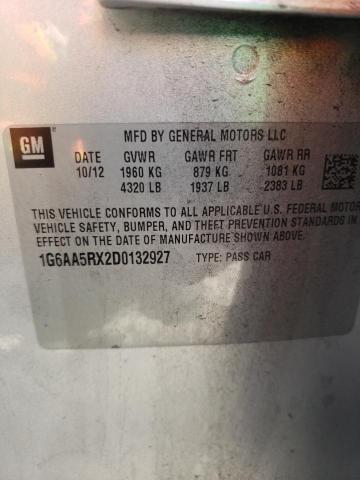 GM
MFD BY GENERAL MOTORS LLC
DATE GVWR GAWR FRT GAWR RR
10/12 1960 KG 879 KG 1081 KG
4320 LB 1937 LB 2383 LB
THIS VEHICLE CONFORMS TO ALL APPLICABLE U.S. FEDERAL MOTOR
VEHICLE SAFETY, BUMPER, AND THEFT PREVENTION STANDARDS IN
EFFECT ON THE DATE OF MANUFACTURE SHOWN ABOVE.
1G6AA5RX2D0132927 TYPE: PASS CAR